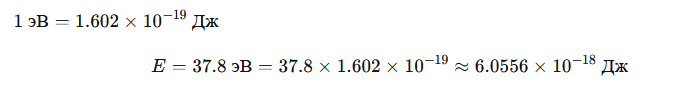 1 эВ = 1.602 × 10⁻¹⁹ Дж
E = 37.8 эВ = 37.8 × 1.602 × 10⁻¹⁹ ≈ 6.0556 × 10⁻¹⁸ Дж